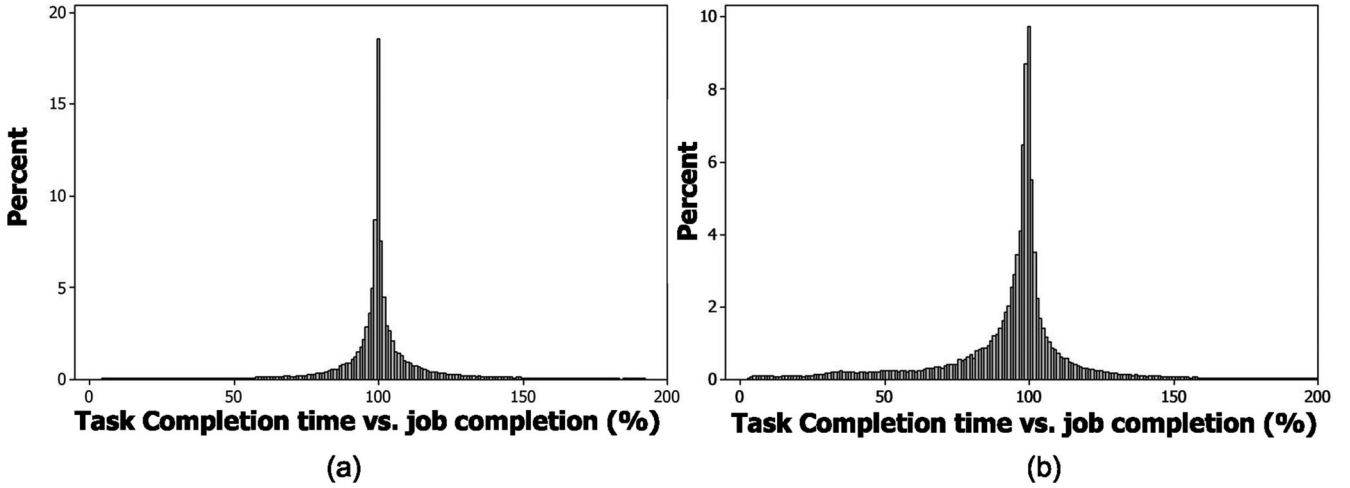 20
15
10
5
0
Percent
0 50 100 150 200
Task Completion time vs. job completion (%)
(a)
10
8
6
4
2
0
Percent
0 50 100 150 200
Task Completion time vs. job completion (%)
(b)